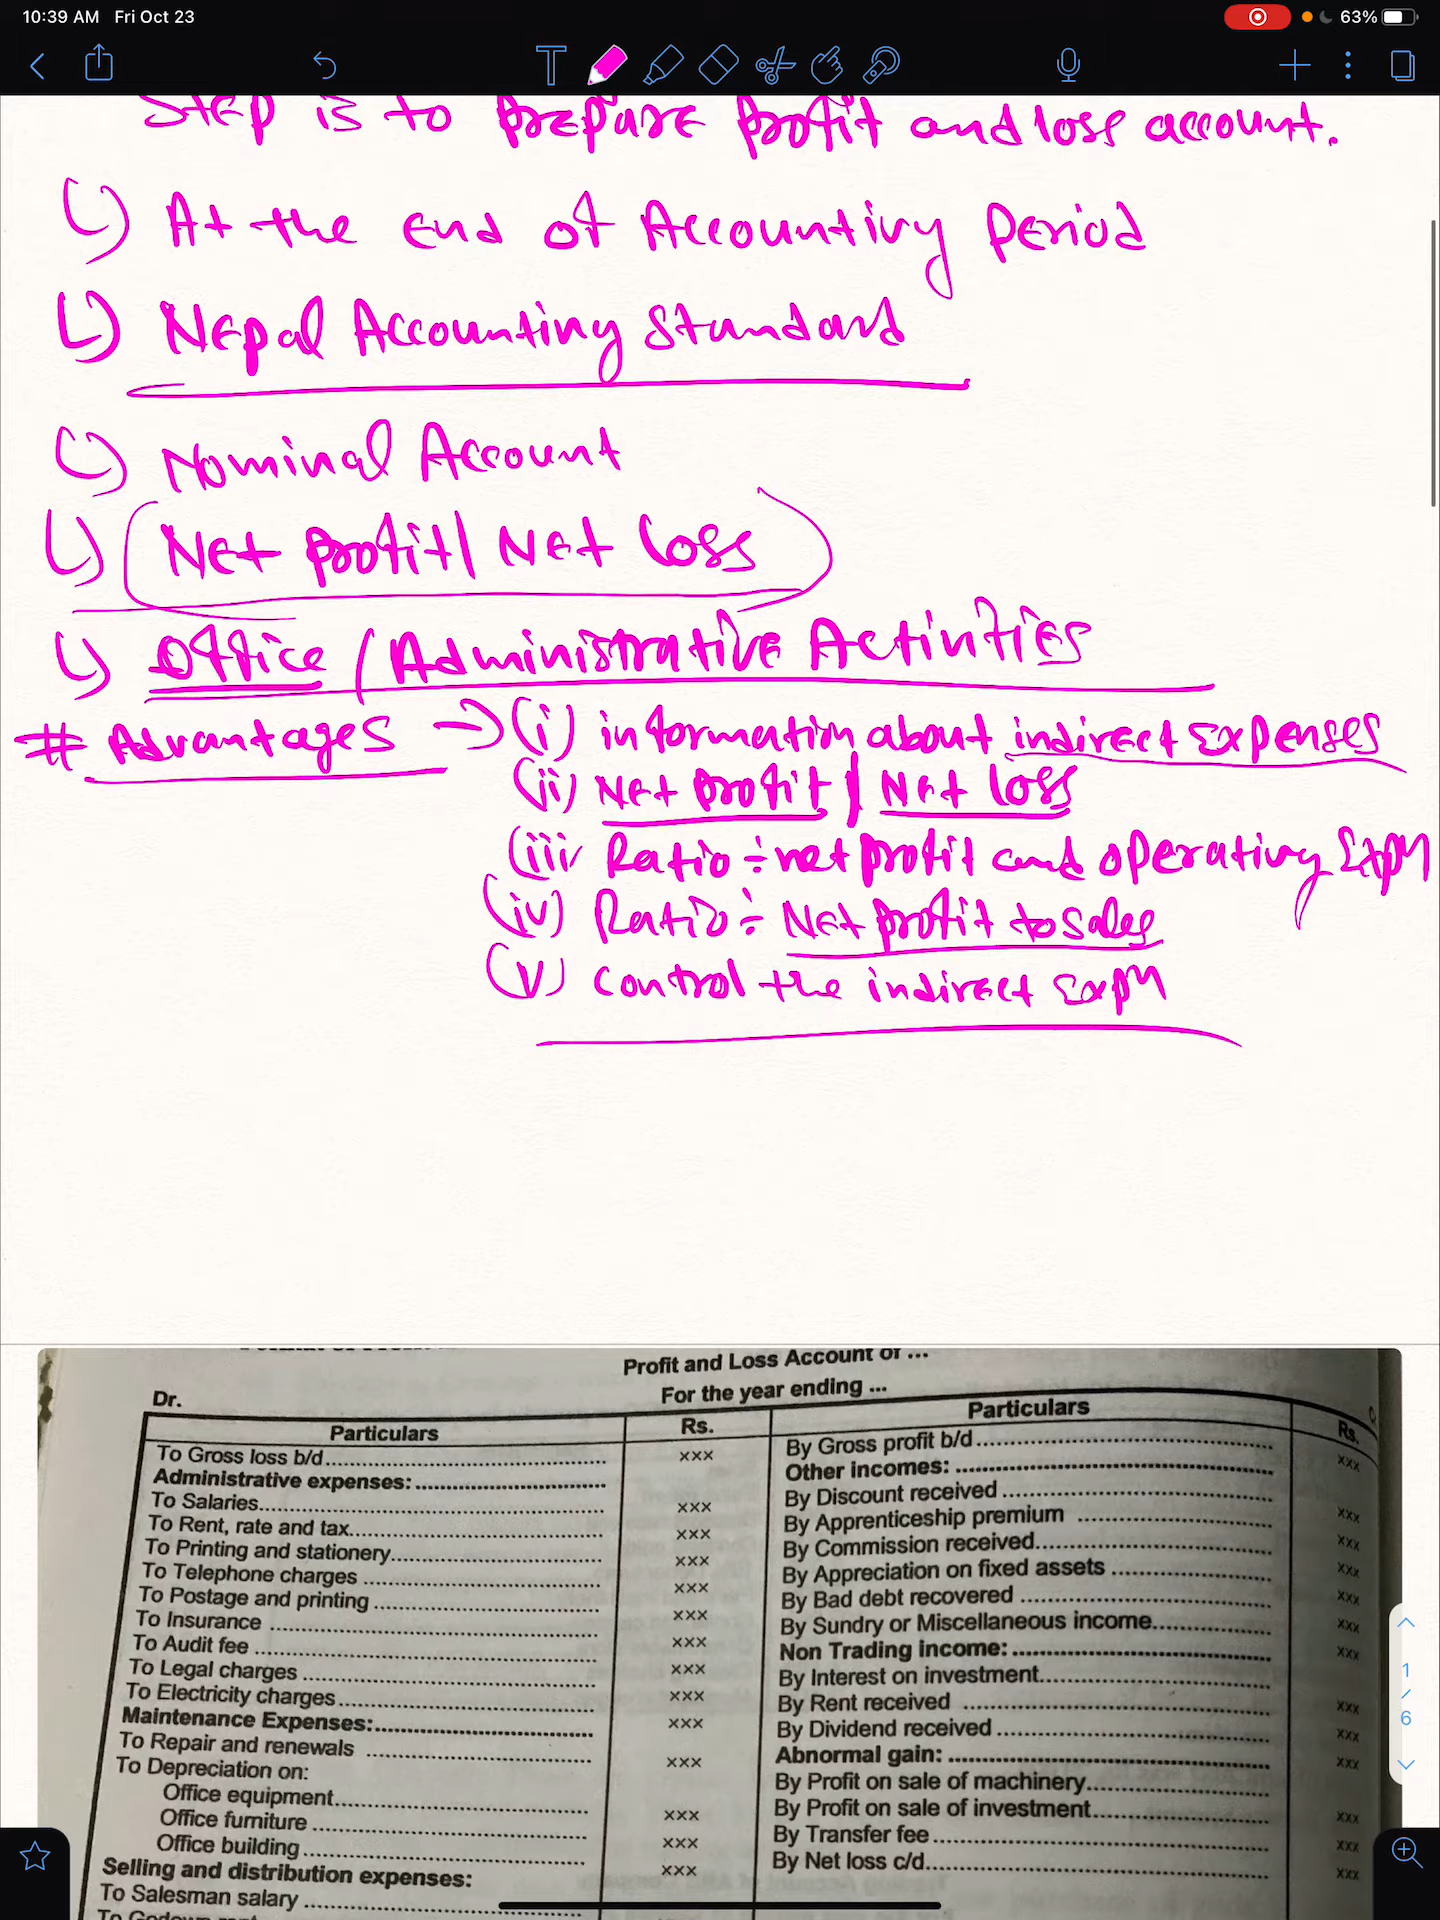 10:39 AM Fri Oct 23
63%
Step is to prepare profit and loss account.
At the End of Accounting Period
Nepal Accounting Standard
Nominal Account
Net profit / Net loss
Office / Administrative Activities
# Advantages → (i) information about indirect Expenses
(ii) Net profit / Net loss
(iii) Ratio ÷ net profit and operating Expn
(iv) Ratio ÷ Net profit to sales
(v) control the indirect Expn
Profit and Loss Account of ...
For the year ending ...
Dr.
Particulars Rs. Particulars Rs.
To Gross loss b/d xxx By Gross profit b/d xxx
Administrative expenses: Other incomes:
To Salaries xxx By Discount received xxx
To Rent, rate and tax xxx By Apprenticeship premium xxx
To Printing and stationery xxx By Commission received xxx
To Telephone charges xxx By Appreciation on fixed assets xxx
To Postage and printing xxx By Bad debt recovered xxx
To Insurance xxx By Sundry or Miscellaneous income xxx
To Audit fee xxx Non Trading income:
To Legal charges xxx By Interest on investment xxx
To Electricity charges xxx By Rent received xxx
Maintenance Expenses: By Dividend received xxx
To Repair and renewals xxx Abnormal gain:
To Depreciation on: By Profit on sale of machinery xxx
Office equipment xxx By Profit on sale of investment xxx
Office furniture xxx By Transfer fee xxx
Office building xxx By Net loss c/d
Selling and distribution expenses:
To Salesman salary
1
/
6